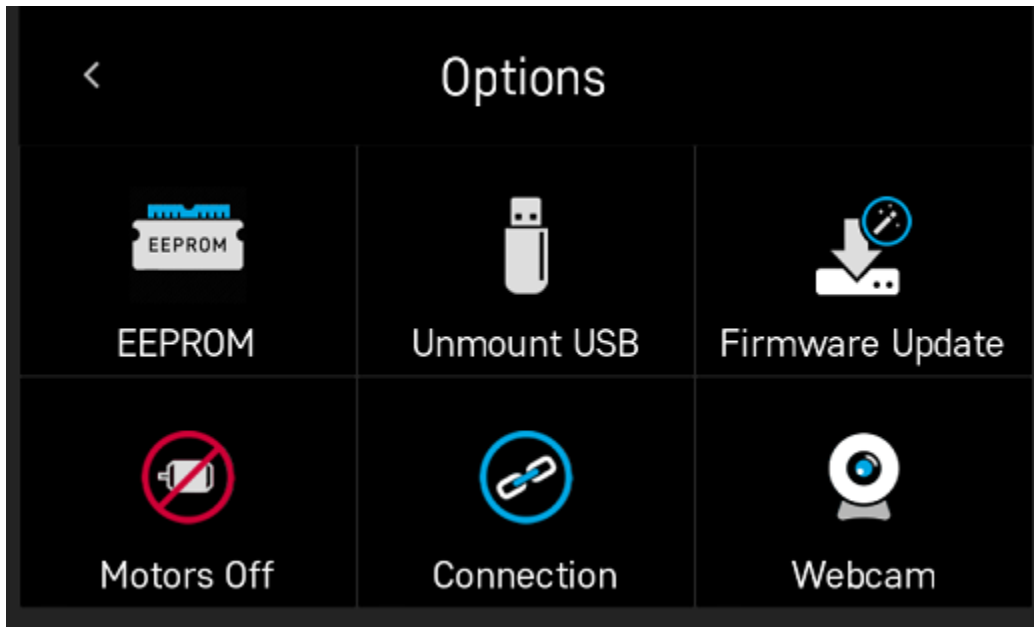 Options
EEPROM
EEPROM Unmount USB Firmware Update
Motors Off Connection Webcam